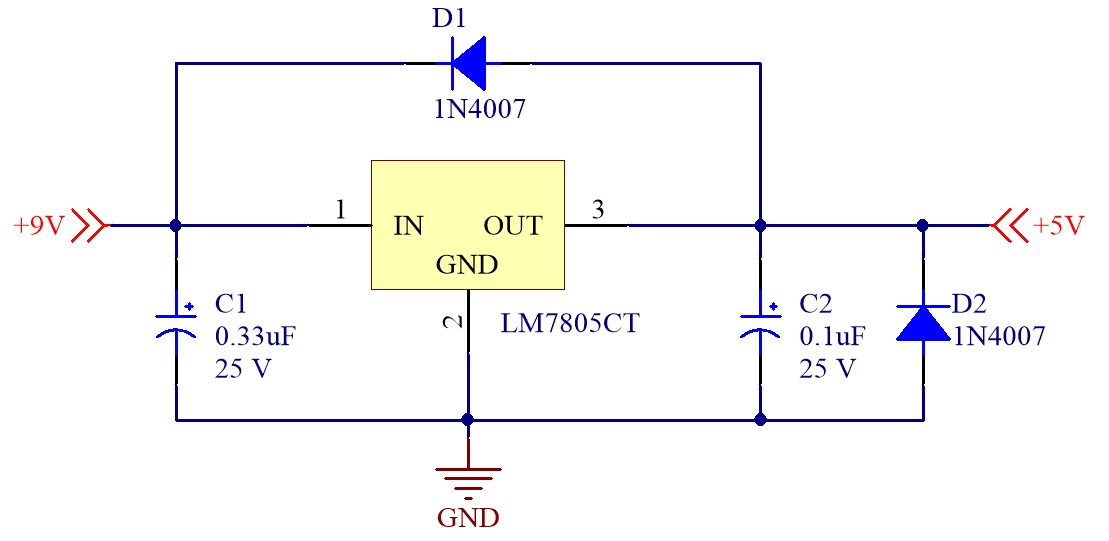 D1
1N4007
+9V
1
IN
OUT
3
+5V
GND
2
LM7805CT
C1
0.33uF
25 V
C2
0.1uF
25 V
D2
1N4007
GND